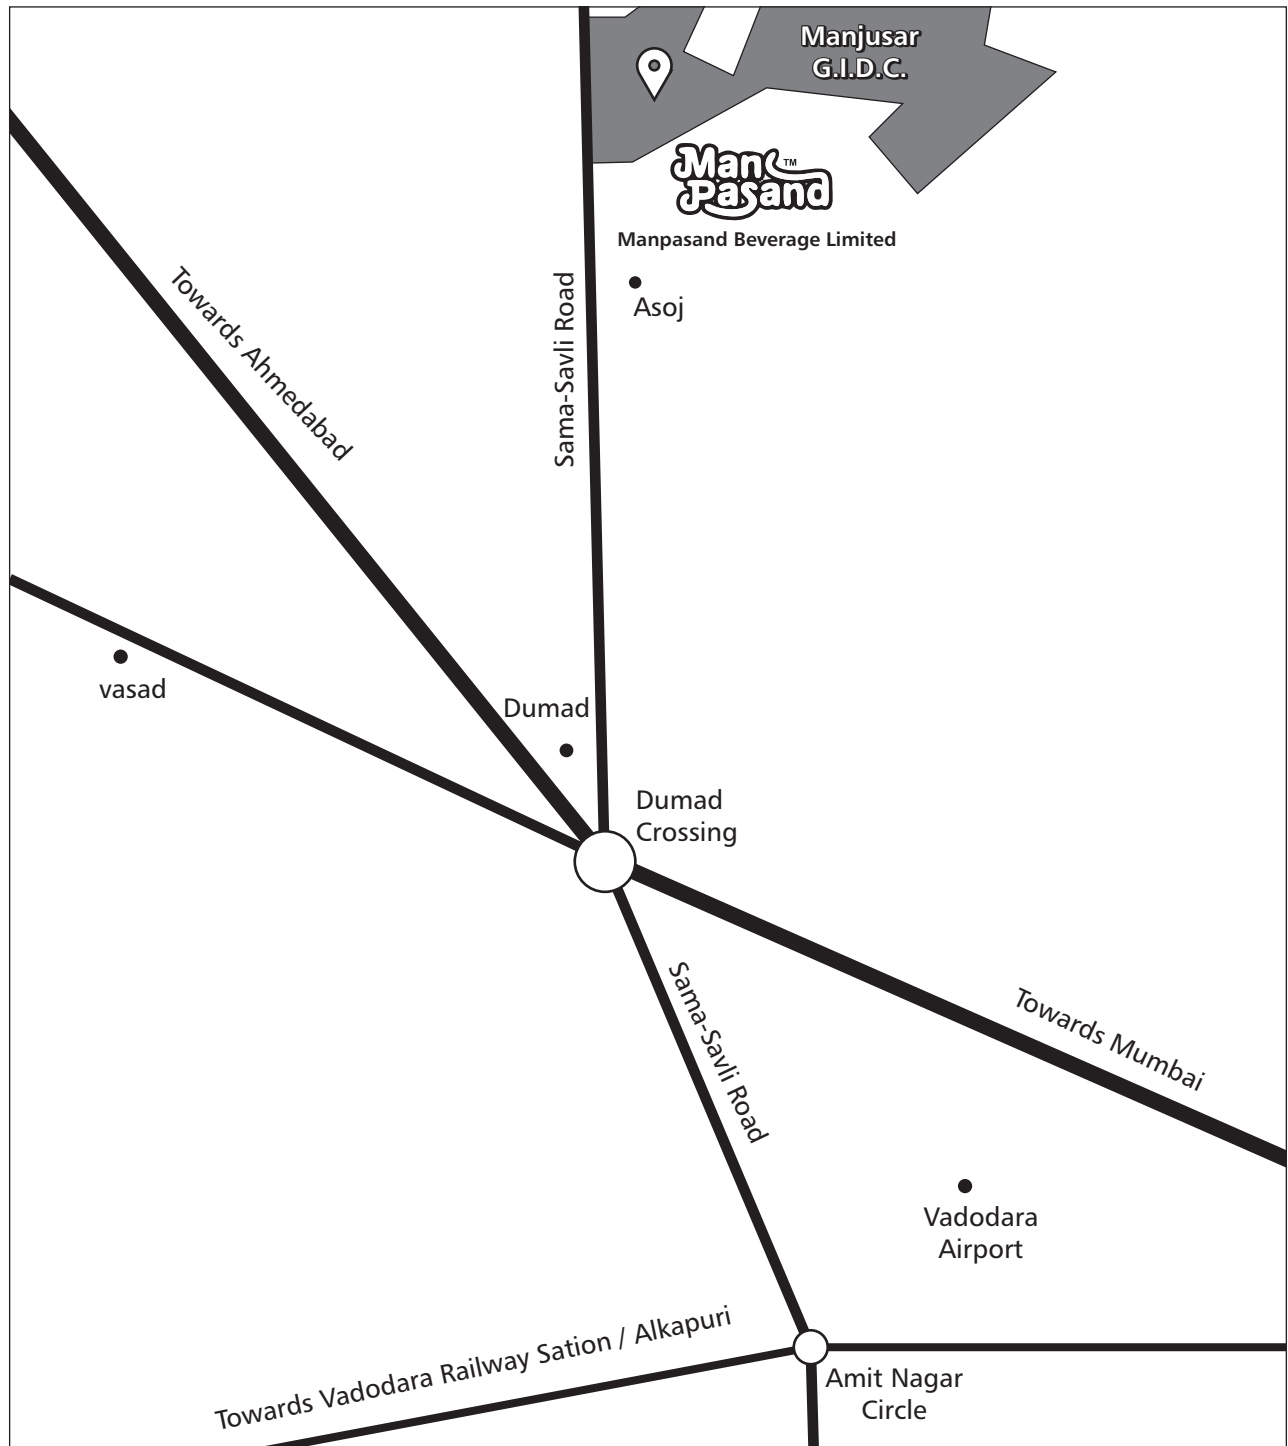 Manjusar
G.I.D.C.
Man TM
Pasand
Manpasand Beverage Limited
Asoj
Sama-Savli Road
Towards Ahmedabad
vasad
Dumad
Dumad
Crossing
Sama-Savli Road
Towards Mumbai
Vadodara
Airport
Towards Vadodara Railway Sation / Alkapuri
Amit Nagar
Circle